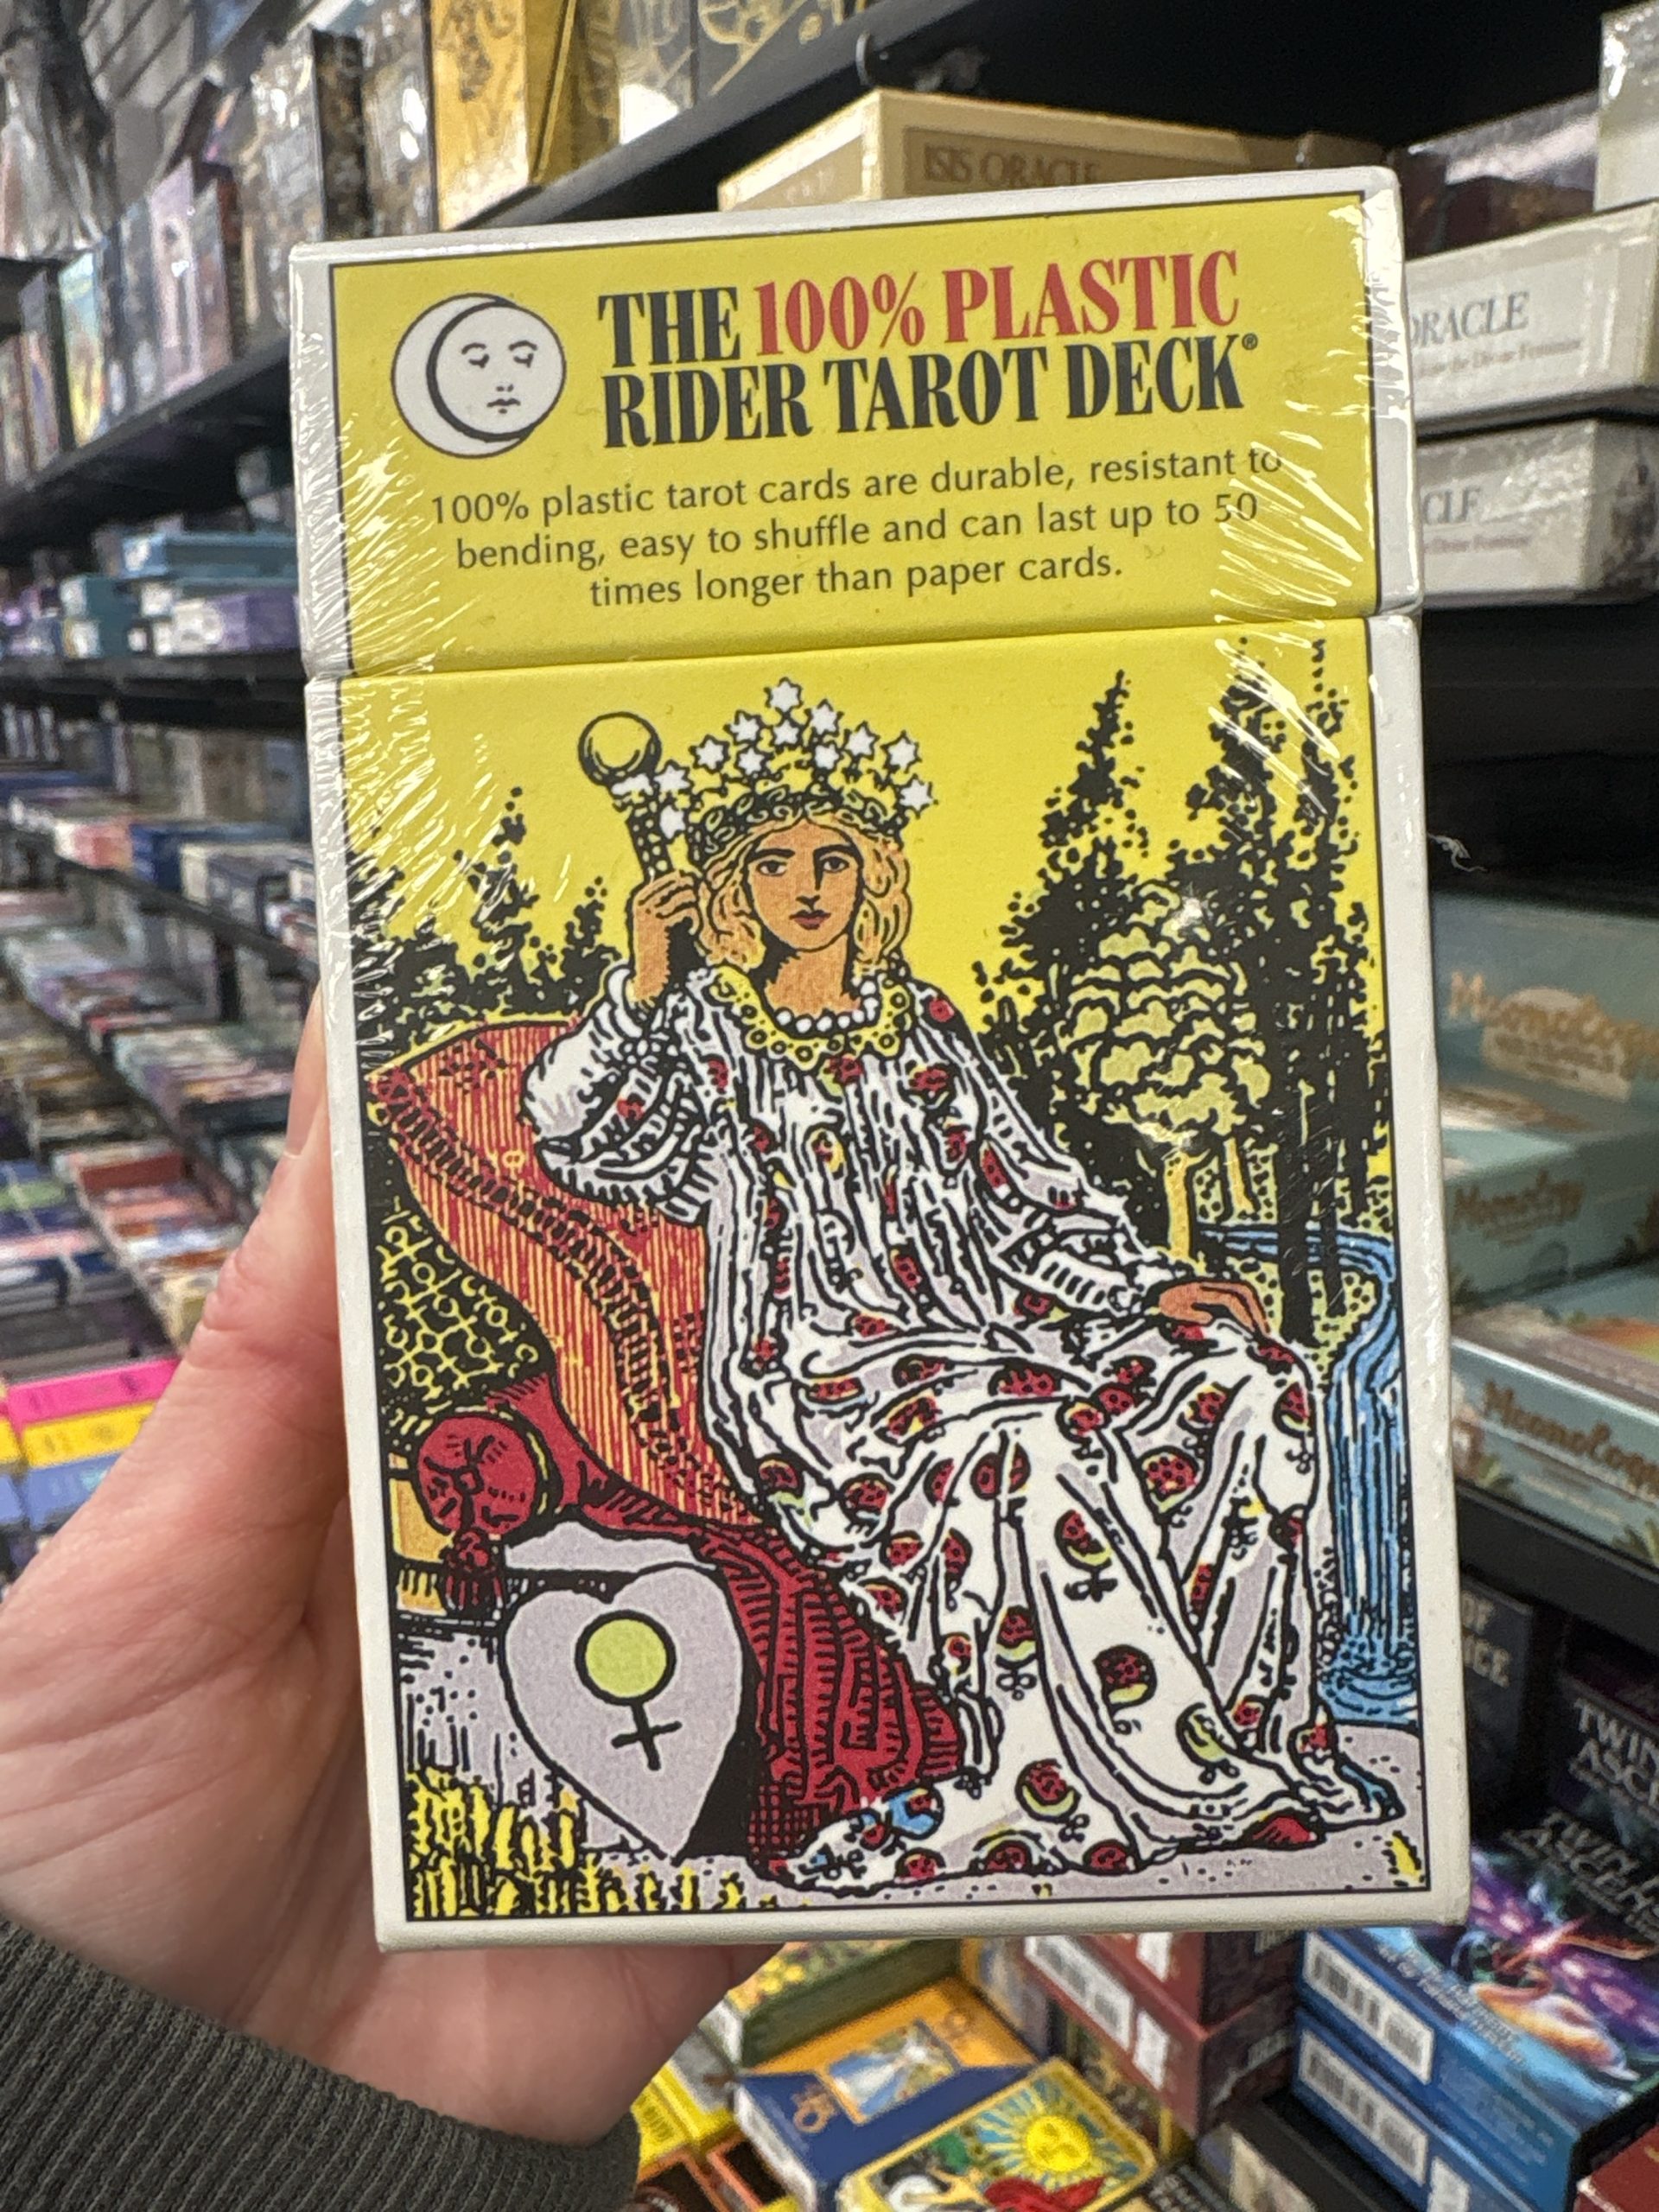 ISIS ORACLE
THE 100% PLASTIC
RIDER TAROT DECK®
100% plastic tarot cards are durable, resistant to
bending, easy to shuffle and can last up to 50
times longer than paper cards.
ORACLE